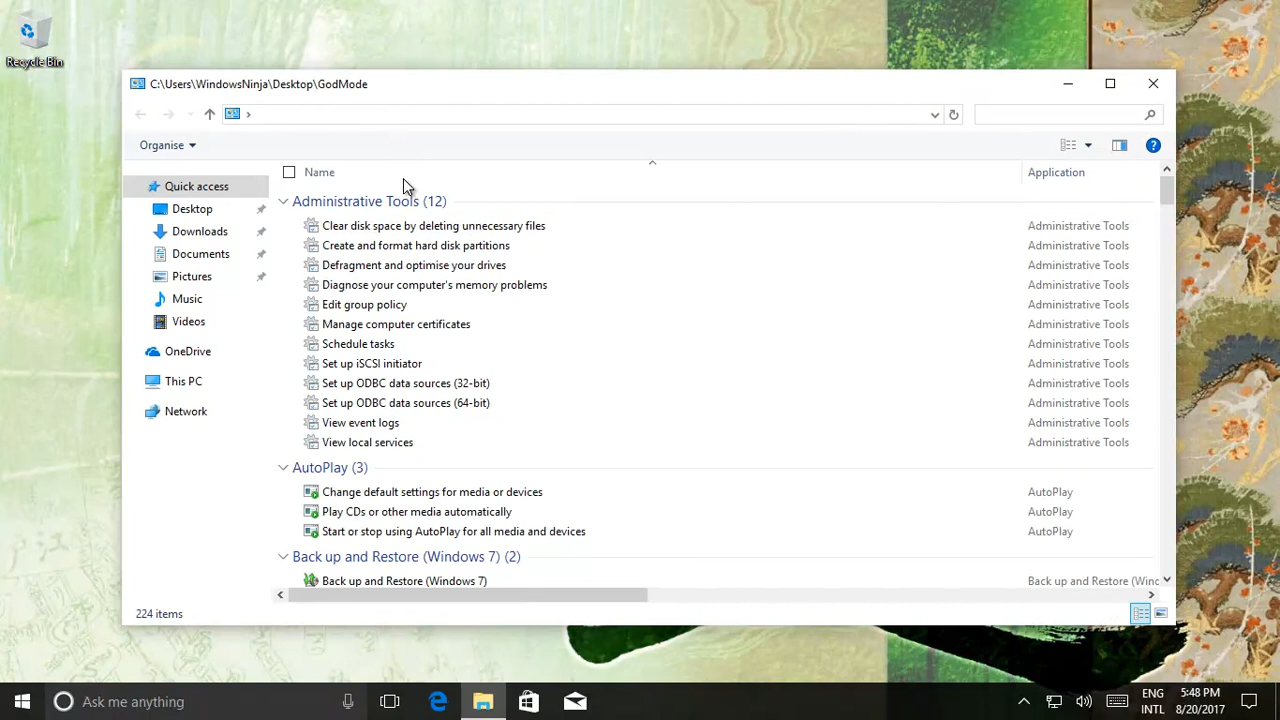 Recycle Bin
C:\Users\WindowsNinja\Desktop\GodMode
Organise
Quick access
Desktop
Downloads
Documents
Pictures
Music
Videos
OneDrive
This PC
Network
Name Application
Administrative Tools (12)
Clear disk space by deleting unnecessary files Administrative Tools
Create and format hard disk partitions Administrative Tools
Defragment and optimise your drives Administrative Tools
Diagnose your computer's memory problems Administrative Tools
Edit group policy Administrative Tools
Manage computer certificates Administrative Tools
Schedule tasks Administrative Tools
Set up iSCSI initiator Administrative Tools
Set up ODBC data sources (32-bit) Administrative Tools
Set up ODBC data sources (64-bit) Administrative Tools
View event logs Administrative Tools
View local services Administrative Tools
AutoPlay (3)
Change default settings for media or devices AutoPlay
Play CDs or other media automatically AutoPlay
Start or stop using AutoPlay for all media and devices AutoPlay
Back up and Restore (Windows 7) (2)
Back up and Restore (Windows 7) Back up and Restore (Winc
224 items
Ask me anything
ENG 5:48 PM
INTL 8/20/2017